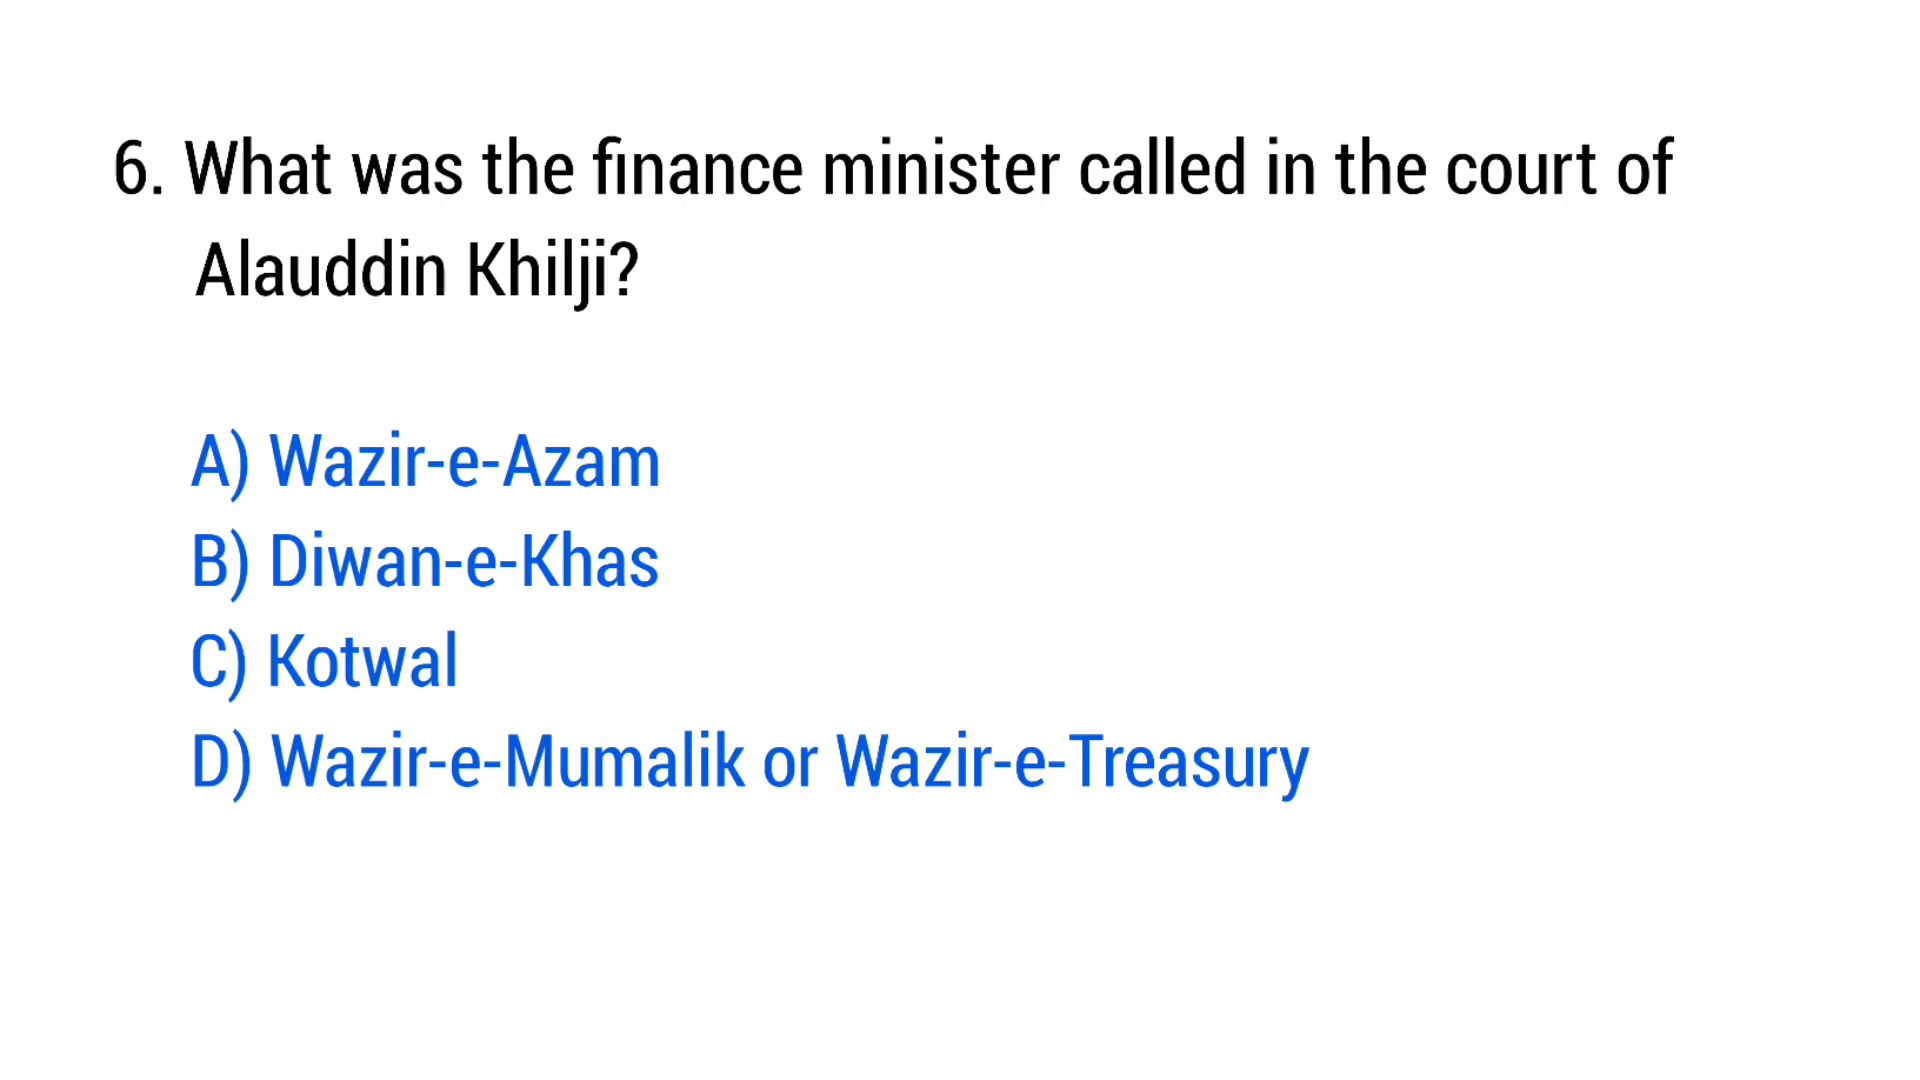 6. What was the finance minister called in the court of
Alauddin Khilji?
A) Wazir-e-Azam
B) Diwan-e-Khas
C) Kotwal
D) Wazir-e-Mumalik or Wazir-e-Treasury